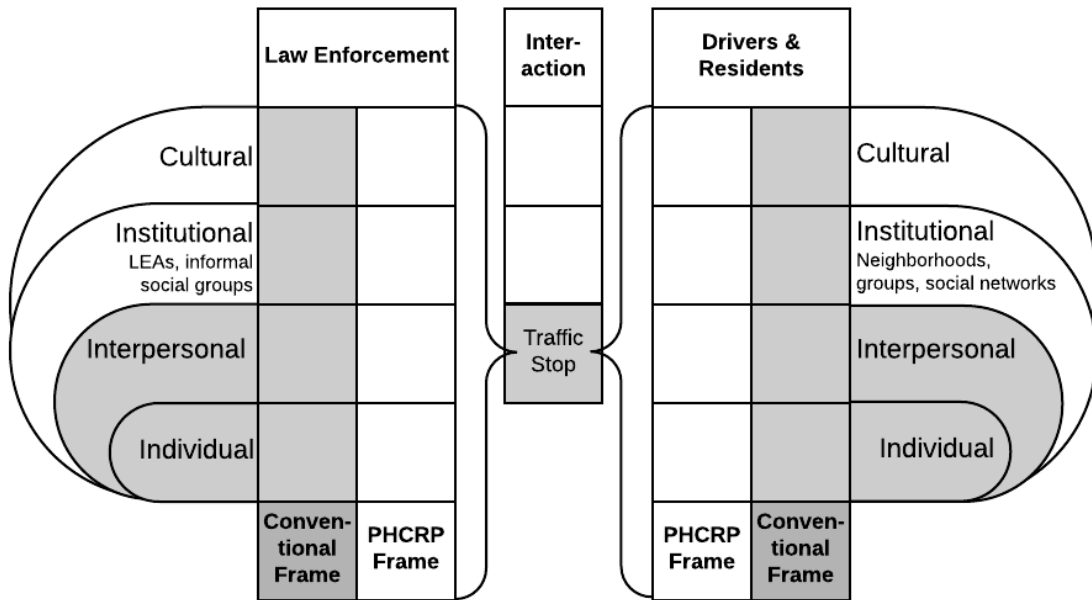 Law Enforcement
Inter-
action
Drivers &
Residents
Cultural
Cultural
Institutional
LEAs, informal
social groups
Institutional
Neighborhoods,
groups, social networks
Interpersonal
Traffic
Stop
Interpersonal
Individual
Individual
Conven-
tional
Frame
PHCRP
Frame
PHCRP
Frame
Conven-
tional
Frame